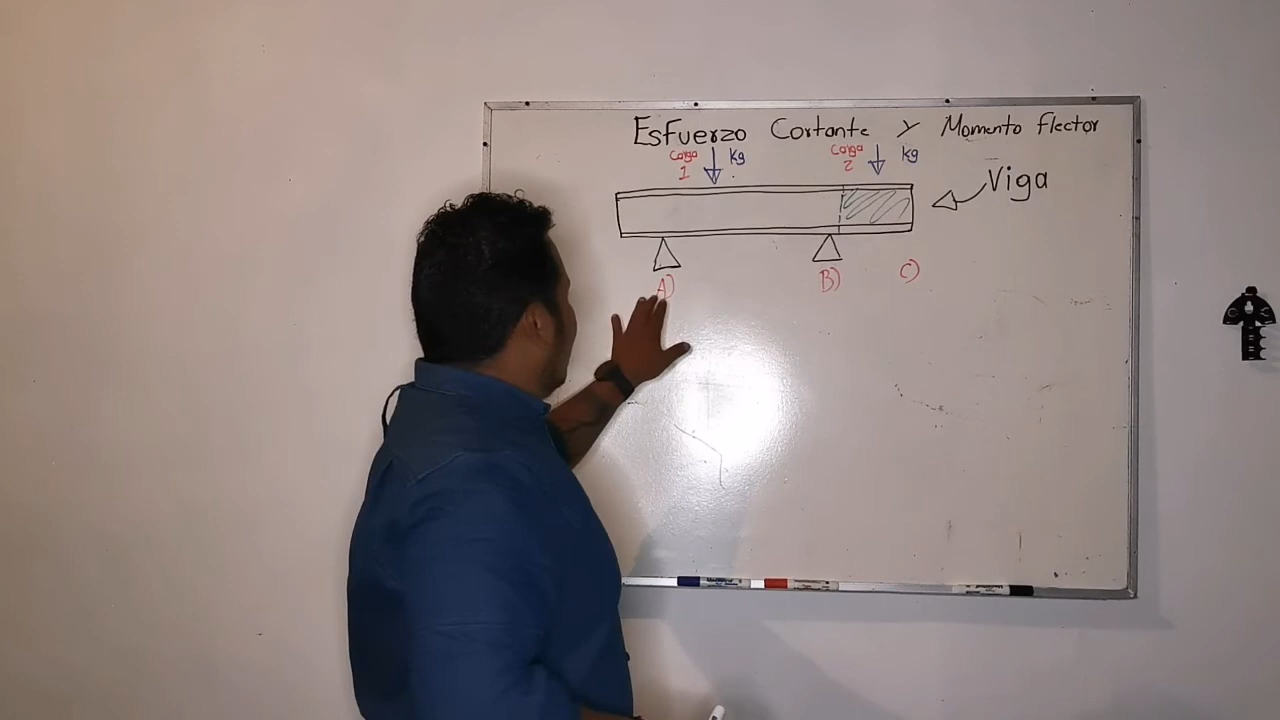 Esfuerzo Cortante y Momento flector
Carga 1 kg
Carga 2 kg
Viga
A)
B)
C)